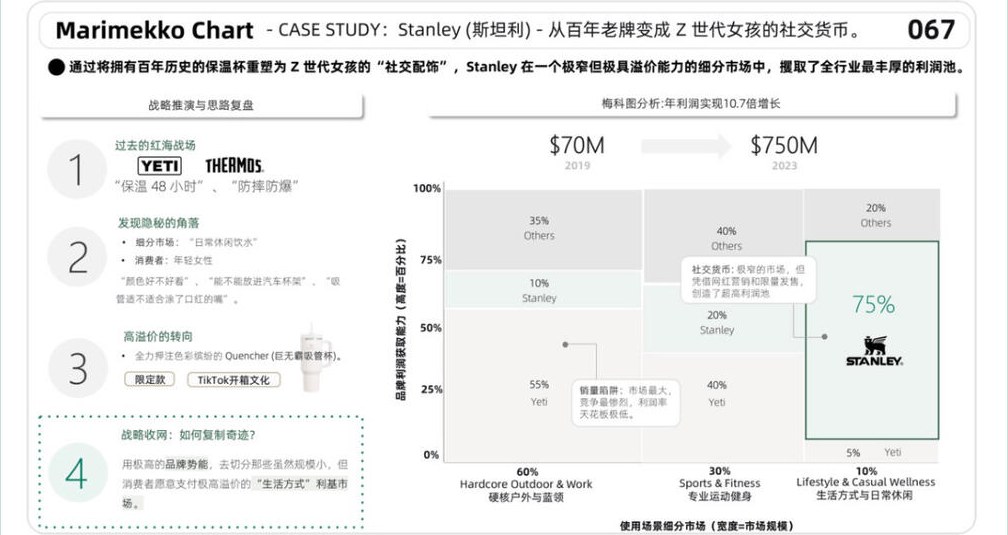 Marimekko Chart - CASE STUDY：Stanley (斯坦利) - 从百年老牌变成 Z 世代女孩的社交货币。 067
通过将拥有百年历史的保温杯重塑为 Z 世代女孩的“社交配饰”，Stanley 在一个极窄但极具溢价能力的细分市场中，攫取了全行业最丰厚的利润池。
战略推演与思路复盘
1
过去的红海战场
YETI THERMOS
“保温 48 小时”、“防摔防爆”
2
发现隐秘的角落
• 细分市场：“日常休闲饮水”
• 消费者：年轻女性
“颜色好不好看”、“能不能放进汽车杯架”、“吸
管适不适合涂了口红的嘴”。
3
高溢价的转向
• 全力押注色彩缤纷的 Quencher (巨无霸吸管杯)。
限定款 TikTok开箱文化
4
战略收网：如何复制奇迹?
用极高的品牌势能，去切分那些虽然规模小，但
消费者愿意支付极高溢价的“生活方式”利基市
场。
梅科图分析:年利润实现10.7倍增长
$70M $750M
2019 2023
品牌利润获取能力（高度=百分比）
100%
75%
50%
25%
0%
35%
Others
10%
Stanley
55%
Yeti
销量陷阱：市场最大，
竞争最惨烈，利润率
天花板极低。
40%
Others
20%
Stanley
40%
Yeti
社交货币：极窄的市场，但
凭借网红营销和限量发售，
创造了超高利润池
20%
Others
75%
STANLEY
5% Yeti
60%
Hardcore Outdoor & Work
硬核户外与蓝领
30%
Sports & Fitness
专业运动健身
10%
Lifestyle & Casual Wellness
生活方式与日常休闲
使用场景细分市场（宽度=市场规模）